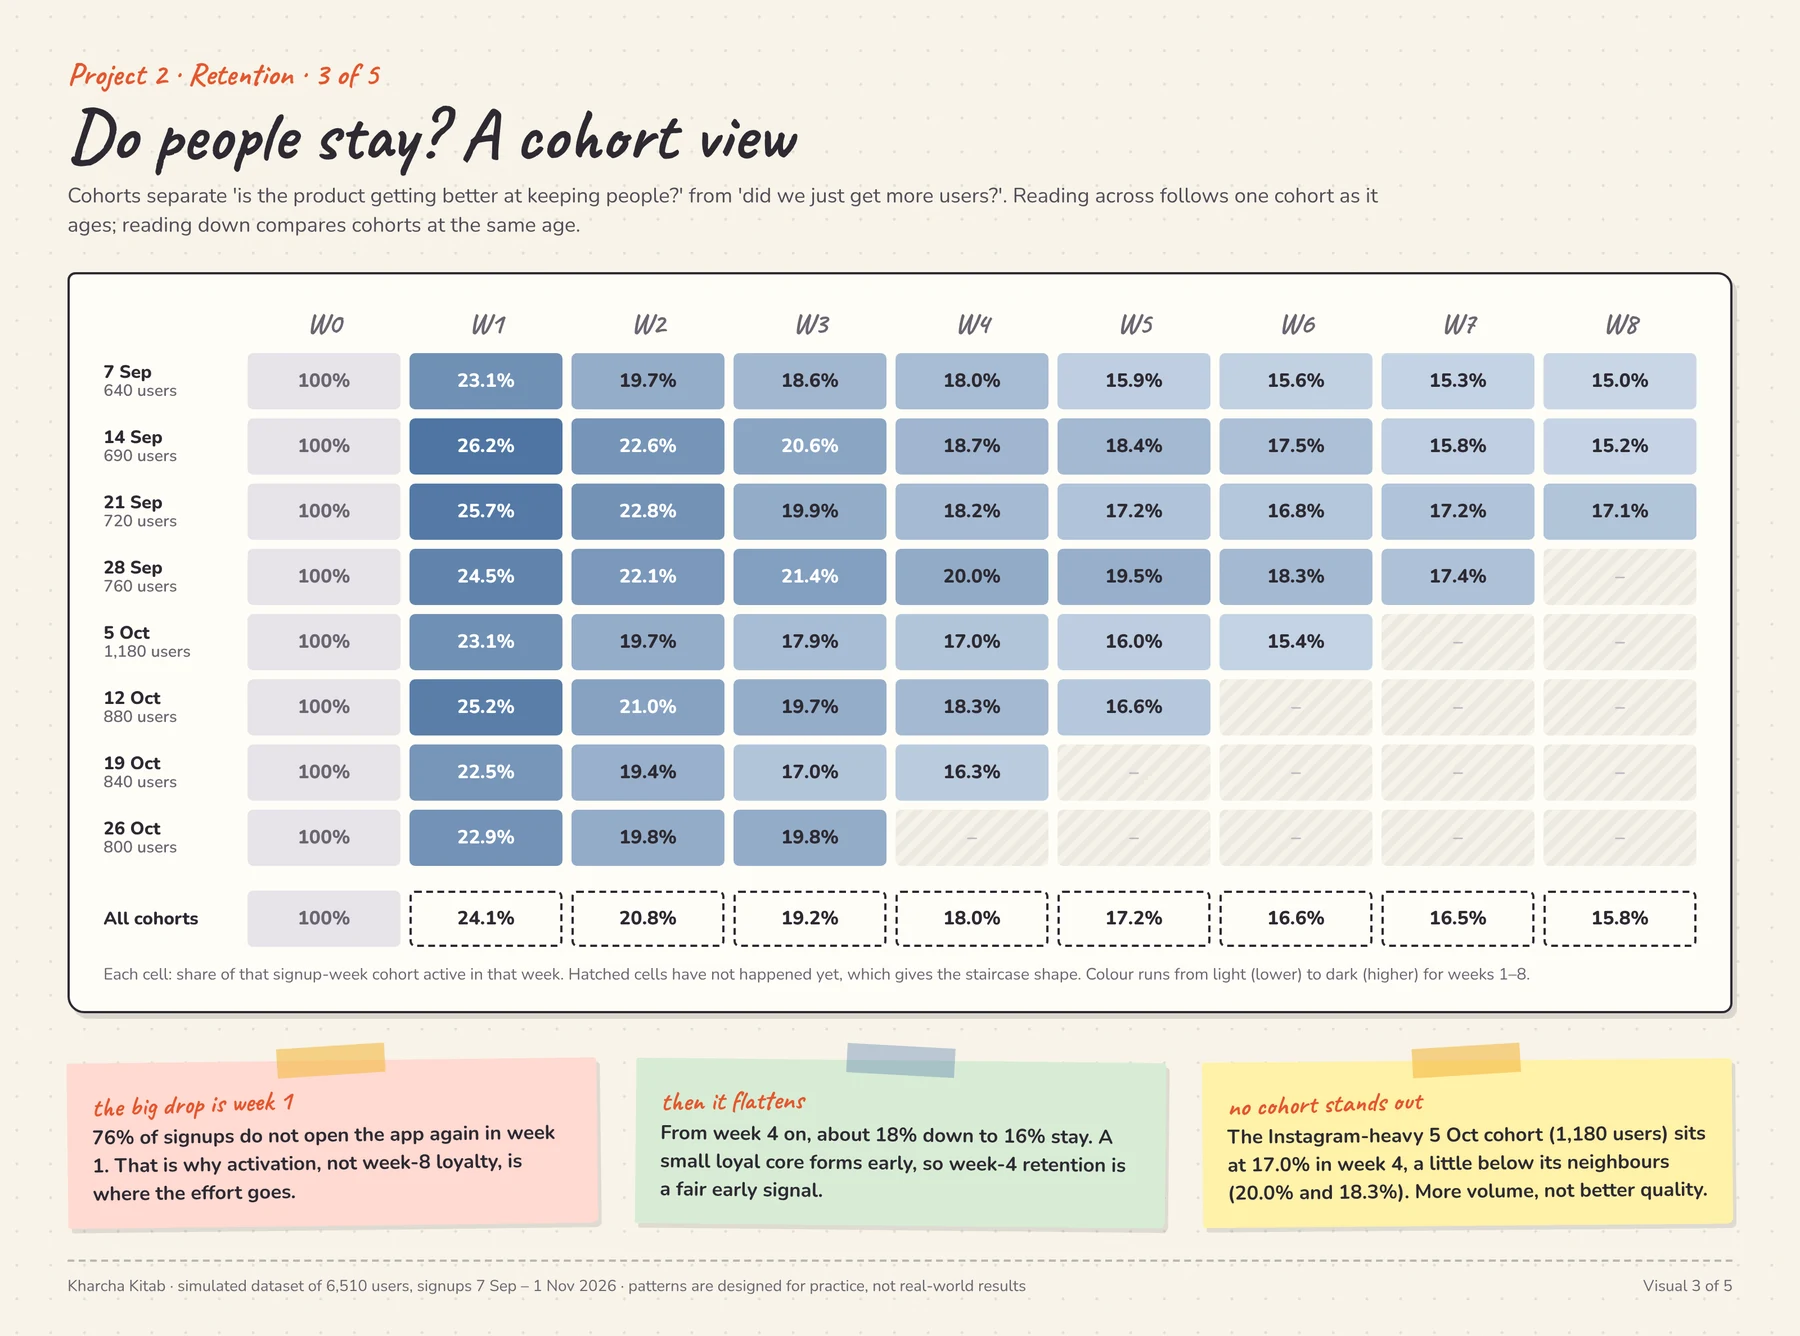 Project 2 · Retention · 3 of 5
Do people stay? A cohort view
Cohorts separate 'is the product getting better at keeping people?' from 'did we just get more users?'. Reading across follows one cohort as it
ages; reading down compares cohorts at the same age.
W0 W1 W2 W3 W4 W5 W6 W7 W8
7 Sep
640 users
100% 23.1% 19.7% 18.6% 18.0% 15.9% 15.6% 15.3% 15.0%
14 Sep
690 users
100% 26.2% 22.6% 20.6% 18.7% 18.4% 17.5% 15.8% 15.2%
21 Sep
720 users
100% 25.7% 22.8% 19.9% 18.2% 17.2% 16.8% 17.2% 17.1%
28 Sep
760 users
100% 24.5% 22.1% 21.4% 20.0% 19.5% 18.3% 17.4% –
5 Oct
1,180 users
100% 23.1% 19.7% 17.9% 17.0% 16.0% 15.4% – –
12 Oct
880 users
100% 25.2% 21.0% 19.7% 18.3% 16.6% – – –
19 Oct
840 users
100% 22.5% 19.4% 17.0% 16.3% – – – –
26 Oct
800 users
100% 22.9% 19.8% 19.8% – – – – –
All cohorts 100% 24.1% 20.8% 19.2% 18.0% 17.2% 16.6% 16.5% 15.8%
Each cell: share of that signup-week cohort active in that week. Hatched cells have not happened yet, which gives the staircase shape. Colour runs from light (lower) to dark (higher) for weeks 1–8.
the big drop is week 1
76% of signups do not open the app again in week
1. That is why activation, not week-8 loyalty, is
where the effort goes.
then it flattens
From week 4 on, about 18% down to 16% stay. A
small loyal core forms early, so week-4 retention is
a fair early signal.
no cohort stands out
The Instagram-heavy 5 Oct cohort (1,180 users) sits
at 17.0% in week 4, a little below its neighbours
(20.0% and 18.3%). More volume, not better quality.
Kharcha Kitab · simulated dataset of 6,510 users, signups 7 Sep – 1 Nov 2026 · patterns are designed for practice, not real-world results
Visual 3 of 5